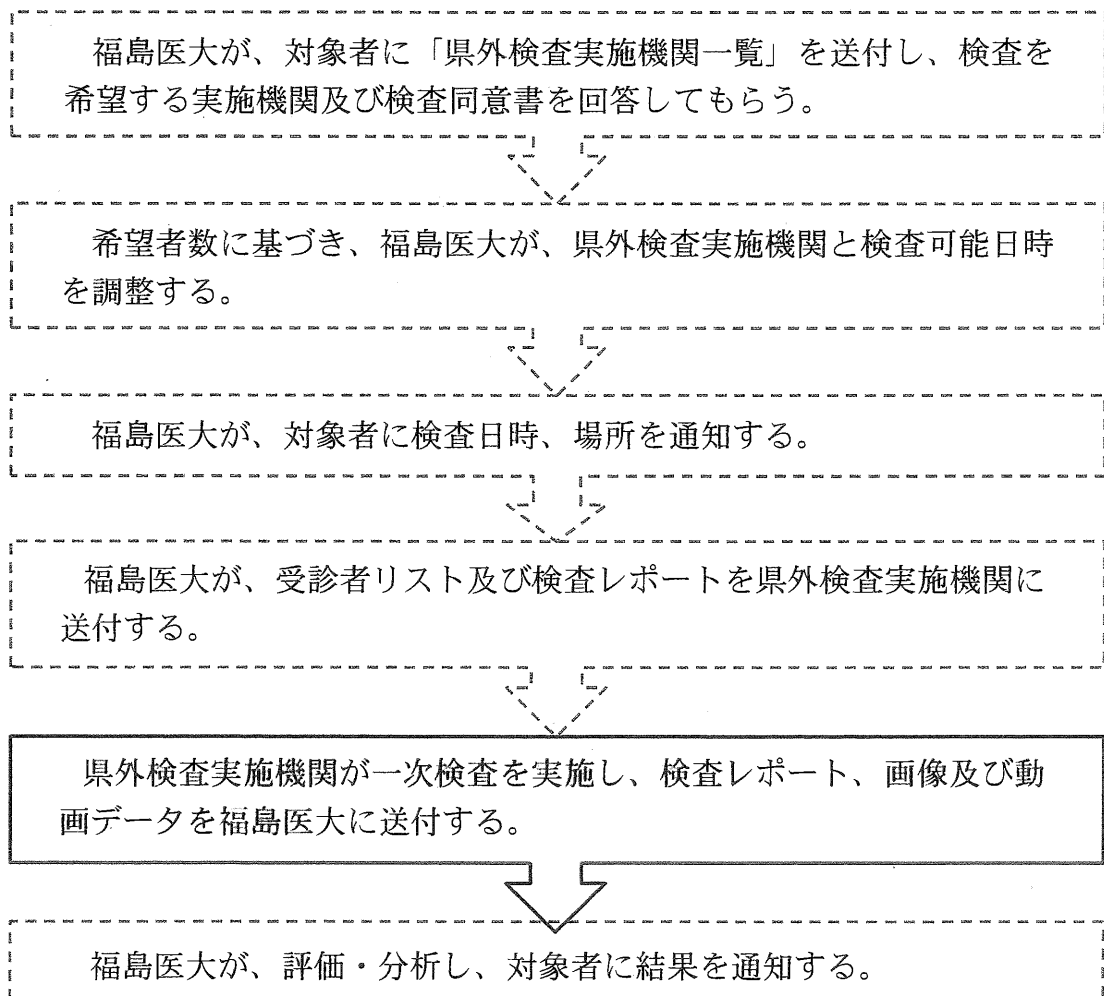 福島医大が、対象者に「県外検査実施機関一覧」を送付し、検査を
希望する実施機関及び検査同意書を回答してもらう。
希望者数に基づき、福島医大が、県外検査実施機関と検査可能日時
を調整する。
福島医大が、対象者に検査日時、場所を通知する。
福島医大が、受診者リスト及び検査レポートを県外検査実施機関に
送付する。
県外検査実施機関が一次検査を実施し、検査レポート、画像及び動
画データを福島医大に送付する。
福島医大が、評価・分析し、対象者に結果を通知する。